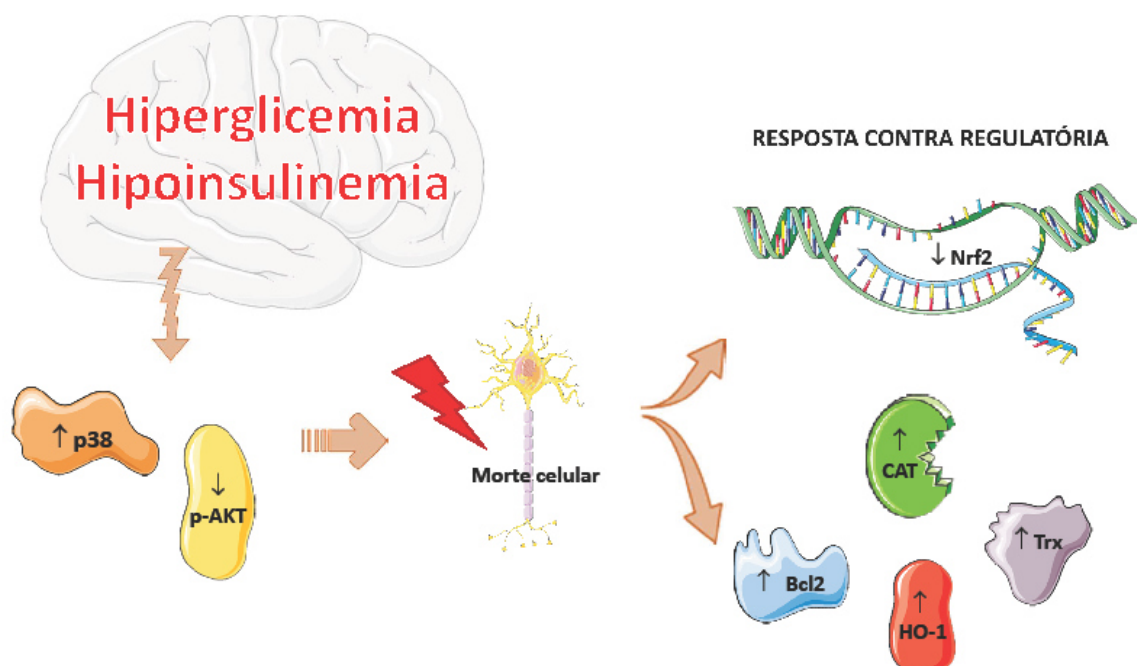 Hiperglicemia
Hipoinsulinemia
RESPOSTA CONTRA REGULATÓRIA
↓ Nrf2
↑ p38
↓
p-AKT
Morte celular
↑
CAT
↑ Trx
↑ Bcl2
↑
HO-1